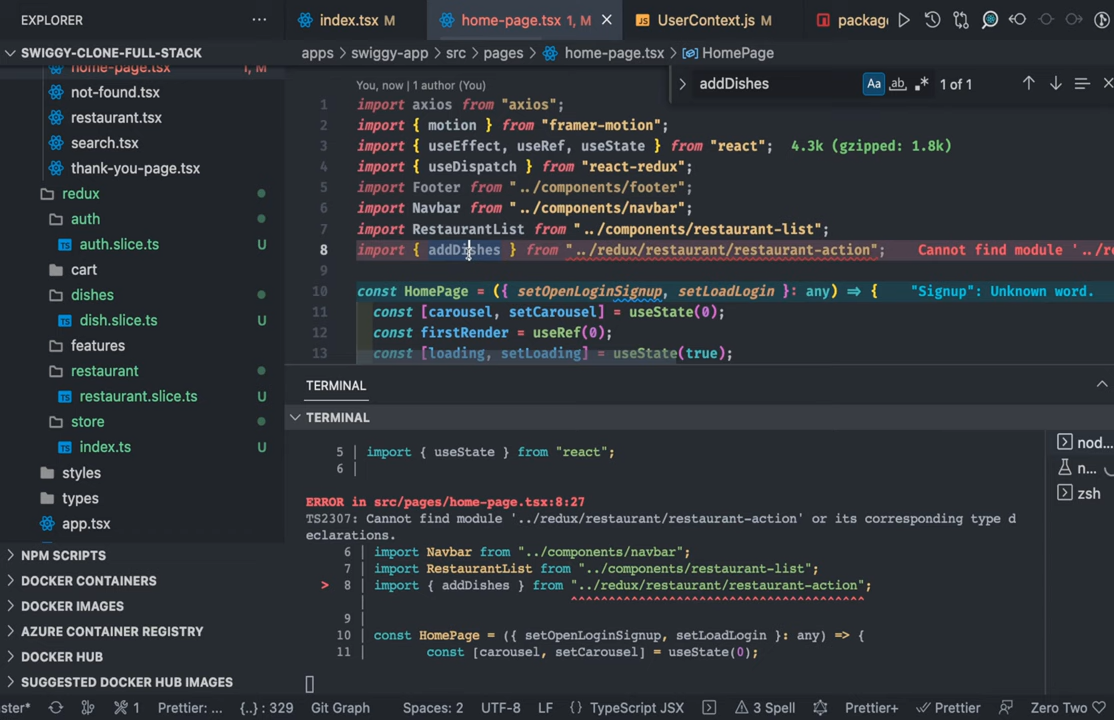 EXPLORER
SWIGGY-CLONE-FULL-STACK
home-page.tsx 1, M
not-found.tsx
restaurant.tsx
search.tsx
thank-you-page.tsx
redux
auth
auth.slice.ts U
cart
dishes
dish.slice.ts U
features
restaurant
restaurant.slice.ts U
store
index.ts U
styles
types
app.tsx
NPM SCRIPTS
DOCKER CONTAINERS
DOCKER IMAGES
AZURE CONTAINER REGISTRY
DOCKER HUB
SUGGESTED DOCKER HUB IMAGES
index.tsx M home-page.tsx 1, M UserContext.js M packag
apps > swiggy-app > src > pages > home-page.tsx > HomePage
addDishes Aa ab 1 of 1
You, now | 1 author (You)
1 import axios from "axios";
2 import { motion } from "framer-motion";
3 import { useEffect, useRef, useState } from "react"; 4.3k (gzipped: 1.8k)
4 import { useDispatch } from "react-redux";
5 import Footer from "../components/footer";
6 import Navbar from "../components/navbar";
7 import RestaurantList from "../components/restaurant-list";
8 import { addDishes } from "../redux/restaurant/restaurant-action"; Cannot find module '../r
9
10 const HomePage = ({ setOpenLoginSignup, setLoadLogin }: any) => { "Signup": Unknown word.
11 const [carousel, setCarousel] = useState(0);
12 const firstRender = useRef(0);
13 const [loading, setLoading] = useState(true);
TERMINAL
TERMINAL
5 | import { useState } from "react";
6 |
ERROR in src/pages/home-page.tsx:8:27
TS2307: Cannot find module '../redux/restaurant/restaurant-action' or its corresponding type d
eclarations.
6 | import Navbar from "../components/navbar";
7 | import RestaurantList from "../components/restaurant-list";
> 8 | import { addDishes } from "../redux/restaurant/restaurant-action";
| ^^^^^^^^^^^^^^^^^^^^^^^^^^^^^^^^^^^^^
9 |
10 | const HomePage = ({ setOpenLoginSignup, setLoadLogin }: any) => {
11 | const [carousel, setCarousel] = useState(0);
nod...
n...
zsh
ster* 1 Prettier: ... {..} : 329 Git Graph Spaces: 2 UTF-8 LF {} TypeScript JSX 3 Spell Prettier+ Prettier Zero Two